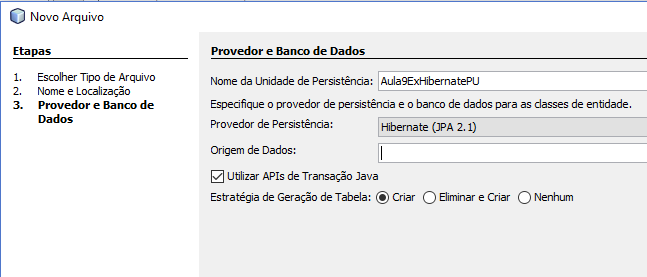 Novo Arquivo
Etapas
1. Escolher Tipo de Arquivo
2. Nome e Localização
3. Provedor e Banco de
Dados
Provedor e Banco de Dados
Nome da Unidade de Persistência: Aula9ExHibernatePU
Especifique o provedor de persistência e o banco de dados para as classes de entidade.
Provedor de Persistência: Hibernate (JPA 2.1)
Origem de Dados:
Utilizar APIs de Transação Java
Estratégia de Geração de Tabela: Criar Eliminar e Criar Nenhum